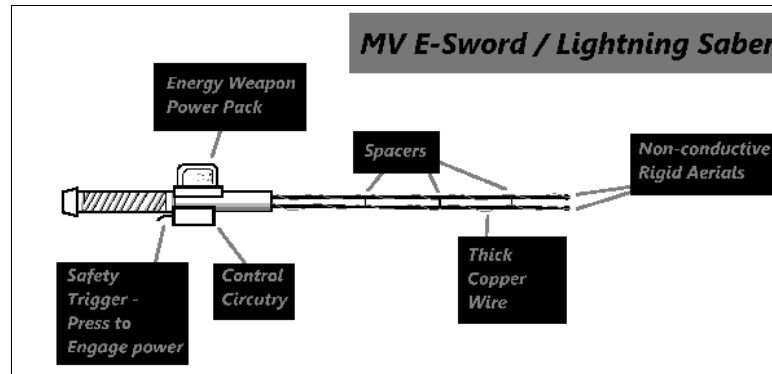 MV E-Sword / Lightning Saber
Energy Weapon
Power Pack
Spacers
Non-conductive
Rigid Aerials
Safety
Trigger -
Press to
Engage power
Control
Circutry
Thick
Copper
Wire